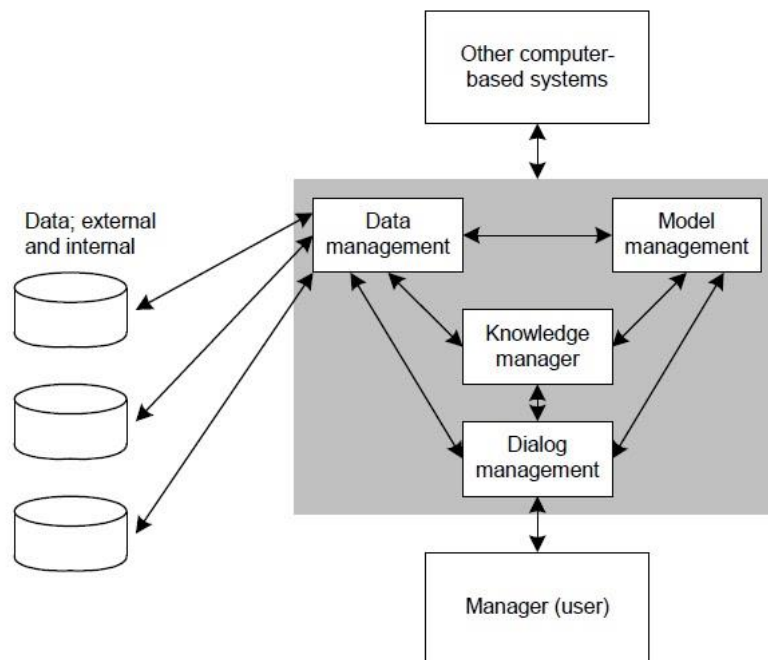 Other computer-
based systems
Data; external
and internal
Data
management
Model
management
Knowledge
manager
Dialog
management
Manager (user)